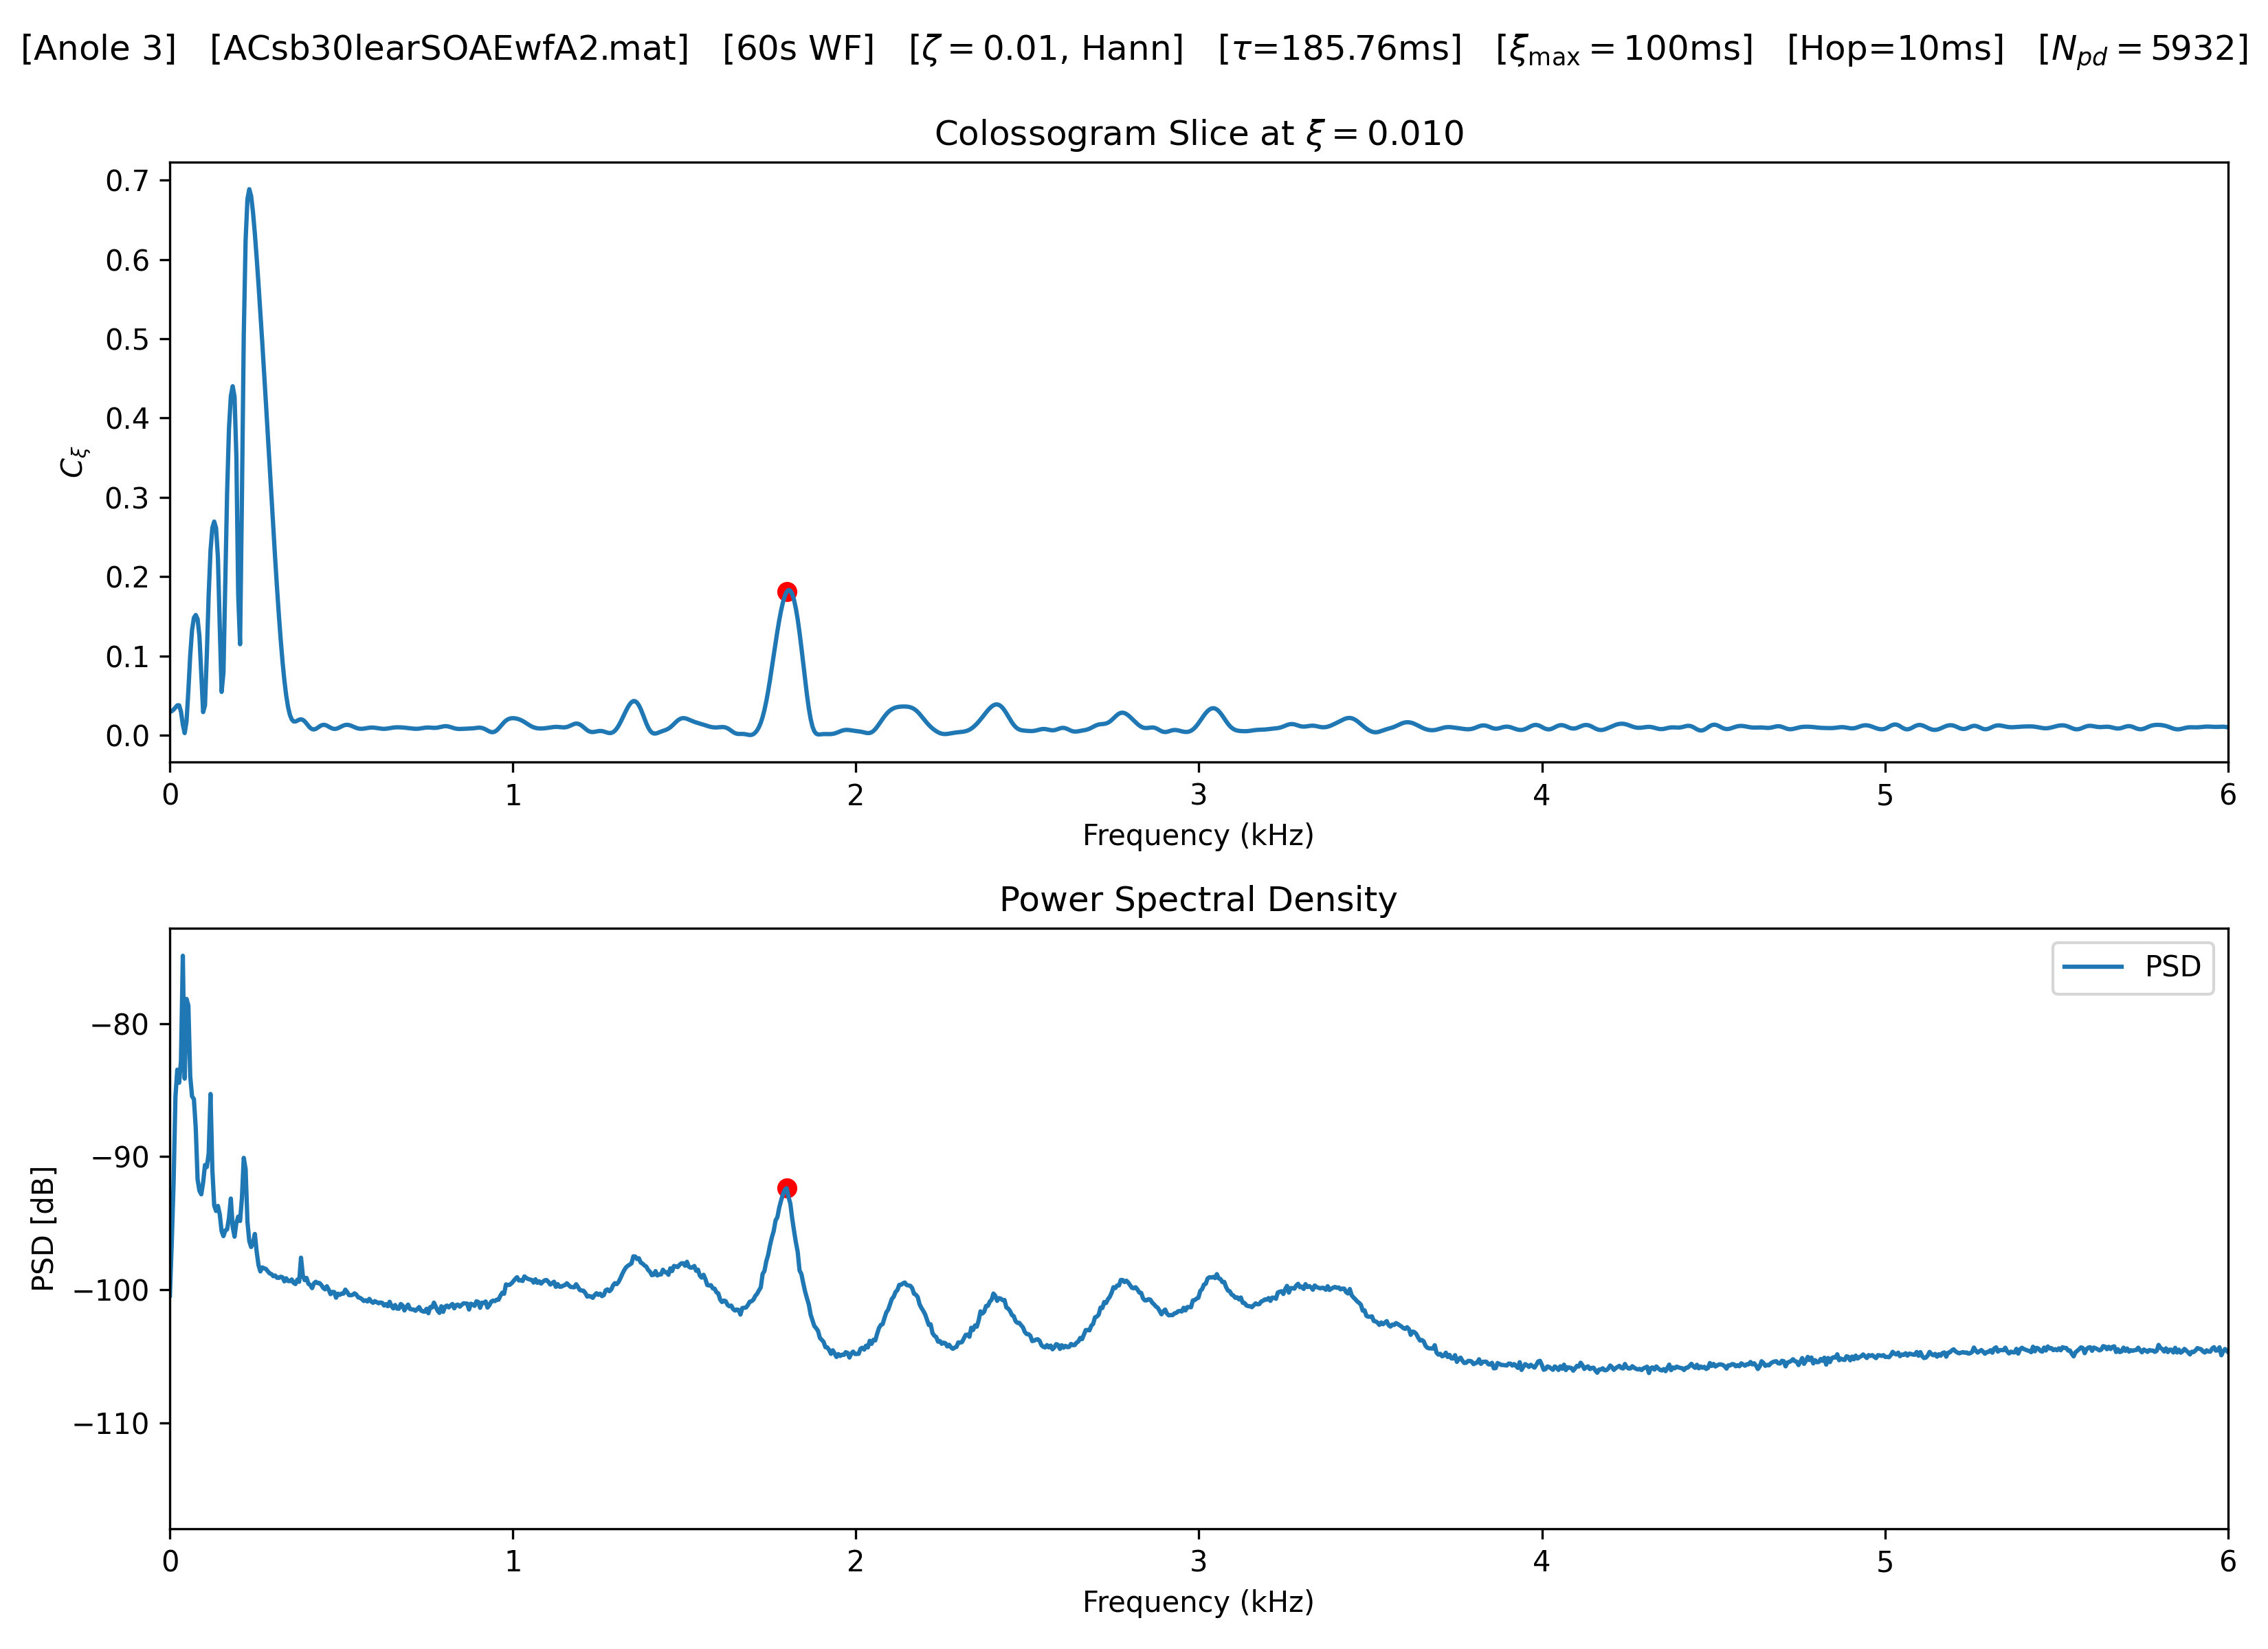 [Anole 3] [ACsb30learSOAEwfA2.mat] [60s WF] [ζ = 0.01, Hann] [τ=185.76ms] [ξmax = 100ms] [Hop=10ms] [Npd = 5932]
Colossogram Slice at ξ = 0.010
0.7
0.6
0.5
0.4
0.3
0.2
0.1
0.0
Cξ
0 1 2 3 4 5 6
Frequency (kHz)
Power Spectral Density
PSD
−80
−90
−100
−110
PSD [dB]
0 1 2 3 4 5 6
Frequency (kHz)